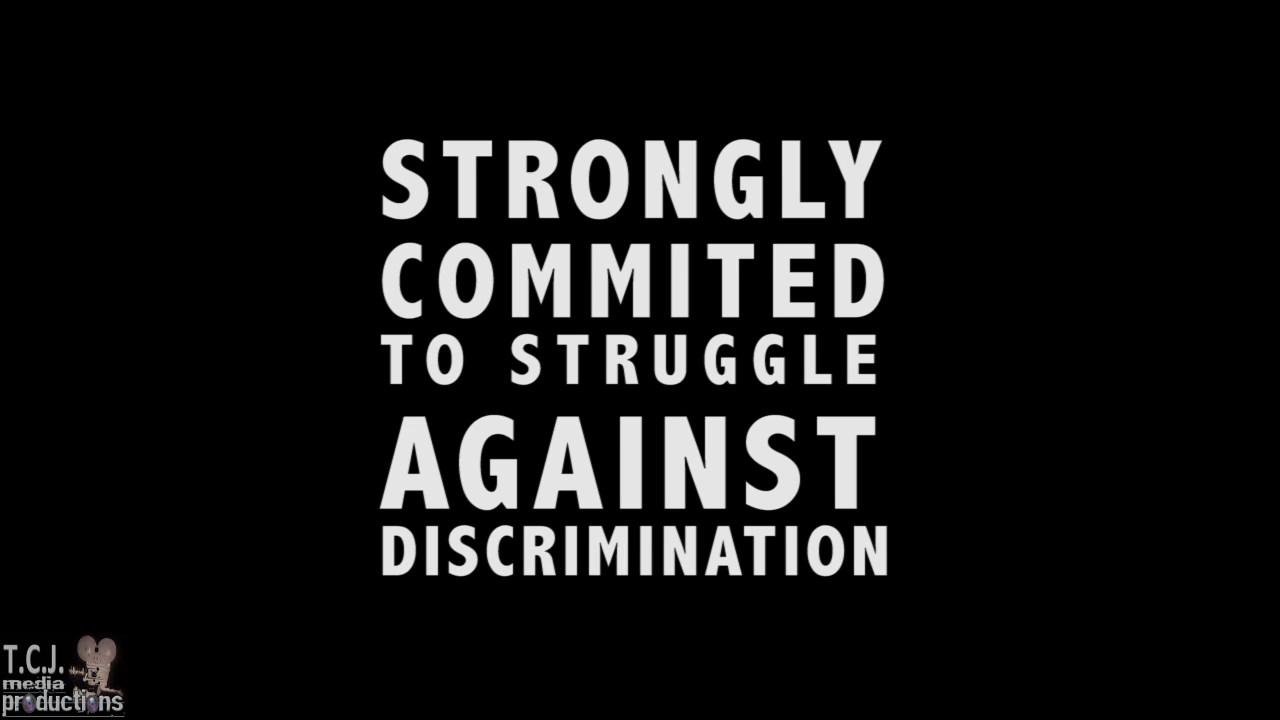 STRONGLY
COMMITED
TO STRUGGLE
AGAINST
DISCRIMINATION
T.C.J.
media
productions